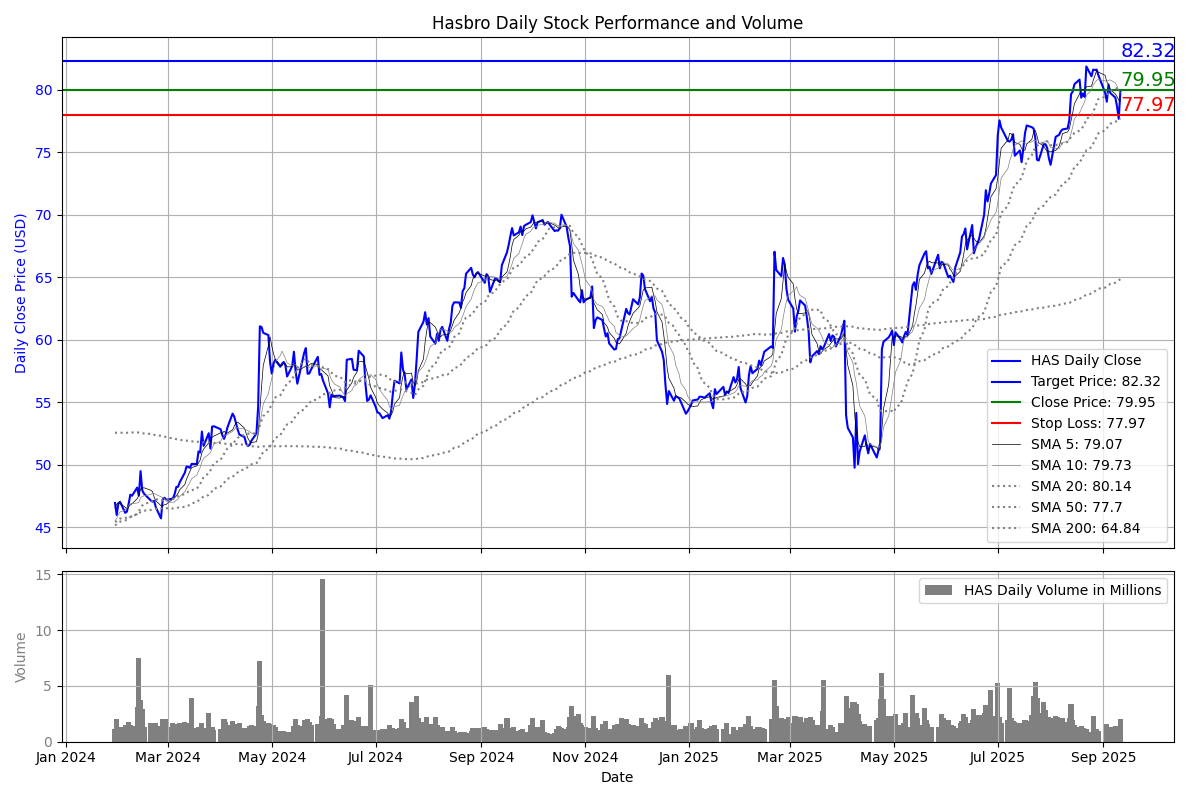 Hasbro Daily Stock Performance and Volume
82.32
79.95
77.97
80
75
70
65
60
55
50
45
Daily Close Price (USD)
HAS Daily Close
Target Price: 82.32
Close Price: 79.95
Stop Loss: 77.97
SMA 5: 79.07
SMA 10: 79.73
SMA 20: 80.14
SMA 50: 77.7
SMA 200: 64.84
15
10
5
0
Volume
HAS Daily Volume in Millions
Jan 2024
Mar 2024
May 2024
Jul 2024
Sep 2024
Nov 2024
Jan 2025
Mar 2025
May 2025
Jul 2025
Sep 2025
Date